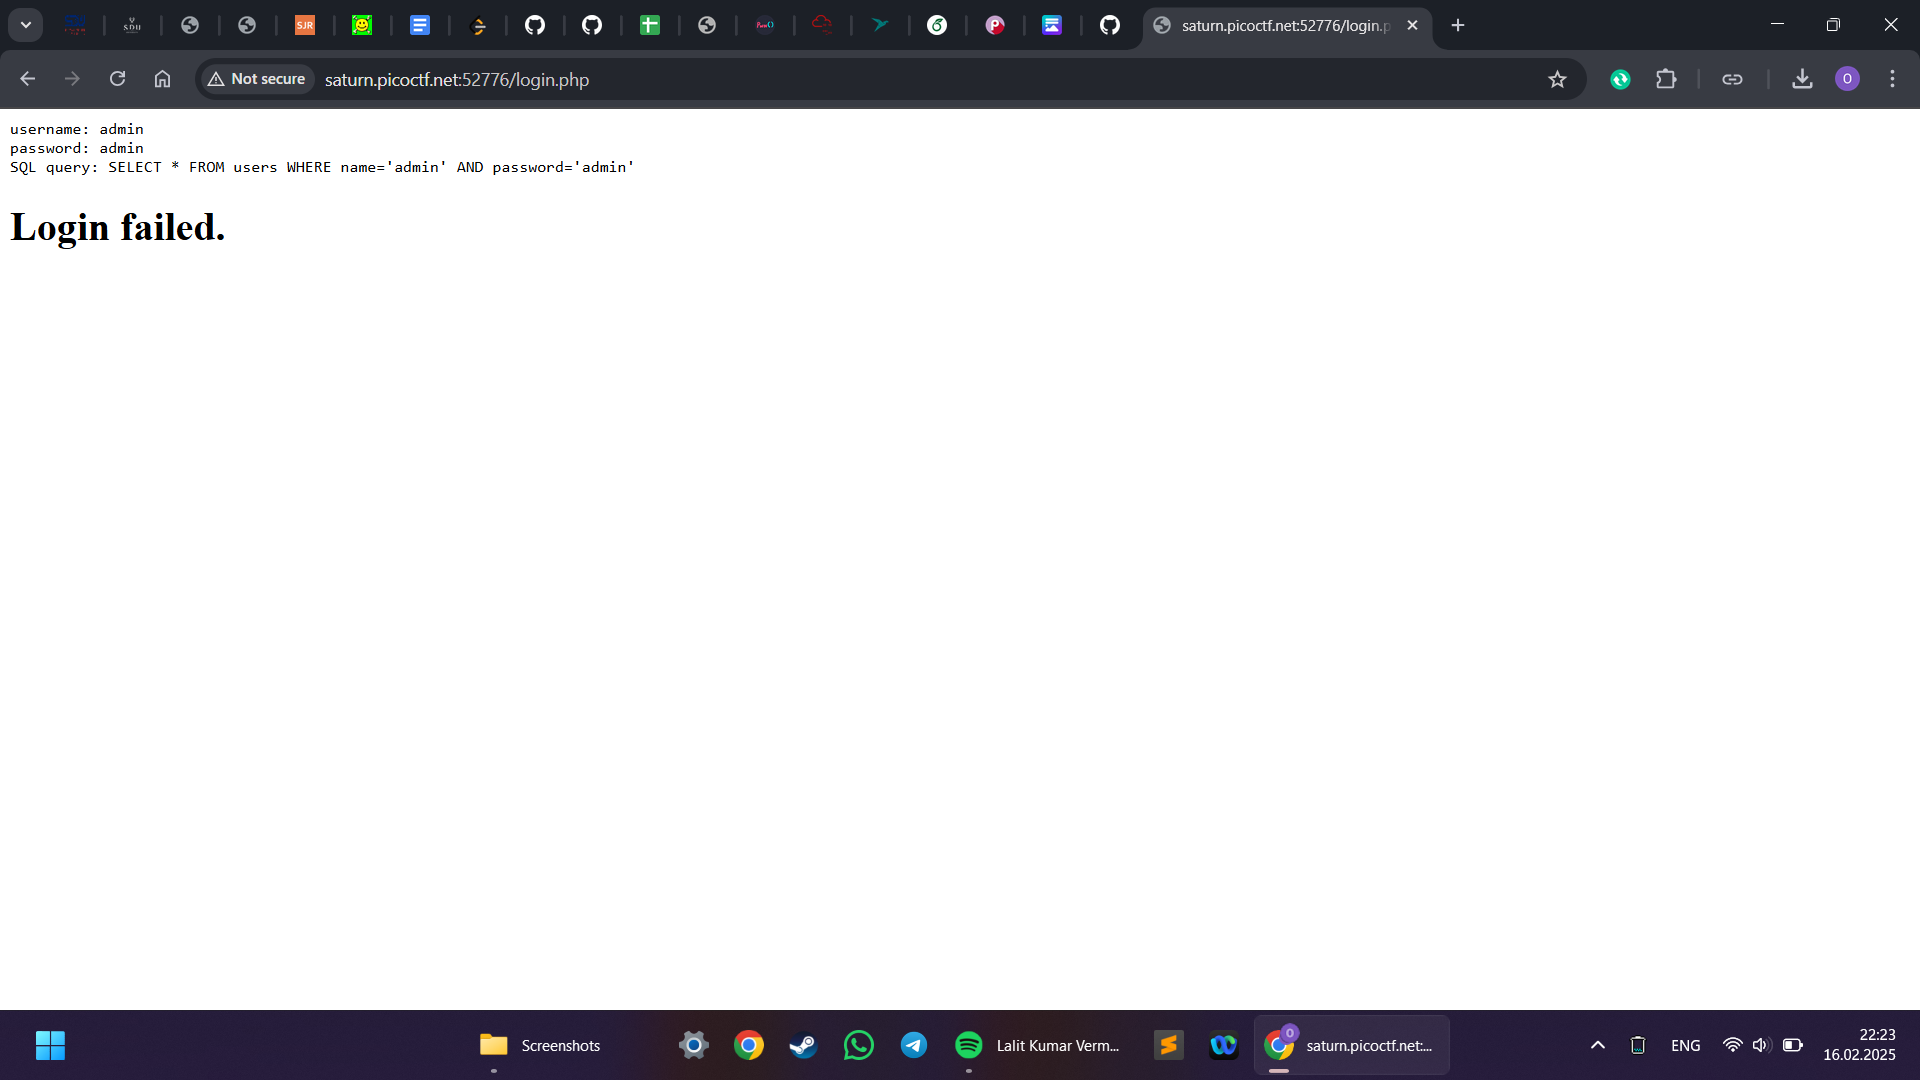 SDU
SJR
saturn.picoctf.net:52776/login.p
Not secure
saturn.picoctf.net:52776/login.php
O
username: admin
password: admin
SQL query: SELECT * FROM users WHERE name='admin' AND password='admin'
Login failed.
Screenshots
Lalit Kumar Verm...
O
saturn.picoctf.net:...
ENG
22:23
16.02.2025